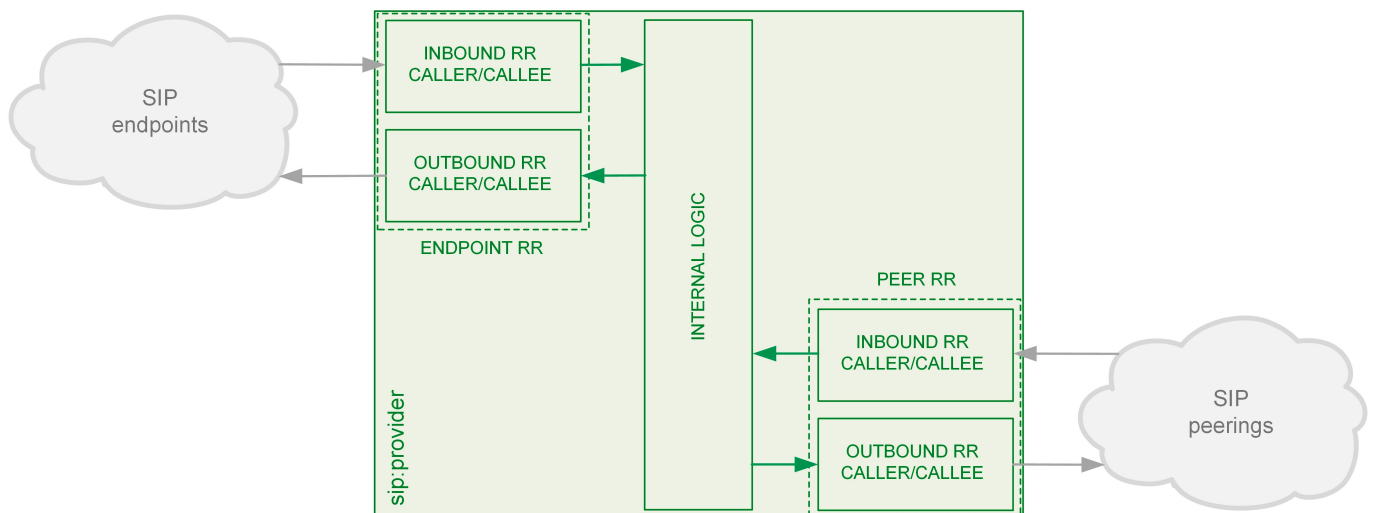 SIP
endpoints
INBOUND RR
CALLER/CALLEE
OUTBOUND RR
CALLER/CALLEE
ENDPOINT RR
INTERNAL LOGIC
PEER RR
INBOUND RR
CALLER/CALLEE
OUTBOUND RR
CALLER/CALLEE
sip:provider
SIP
peerings